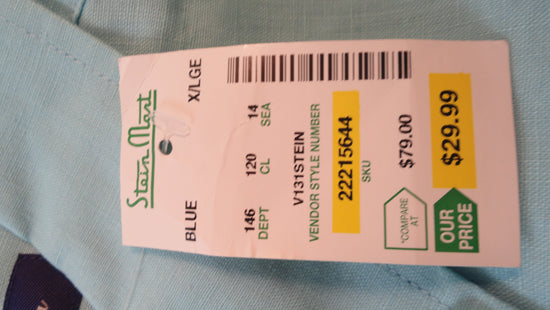 Stein Mart
BLUE X/LGE
146 120 14
DEPT CL SEA
V131STEIN
VENDOR STYLE NUMBER
22215644
SKU
*COMPARE
AT
$79.00
OUR
PRICE
$29.99